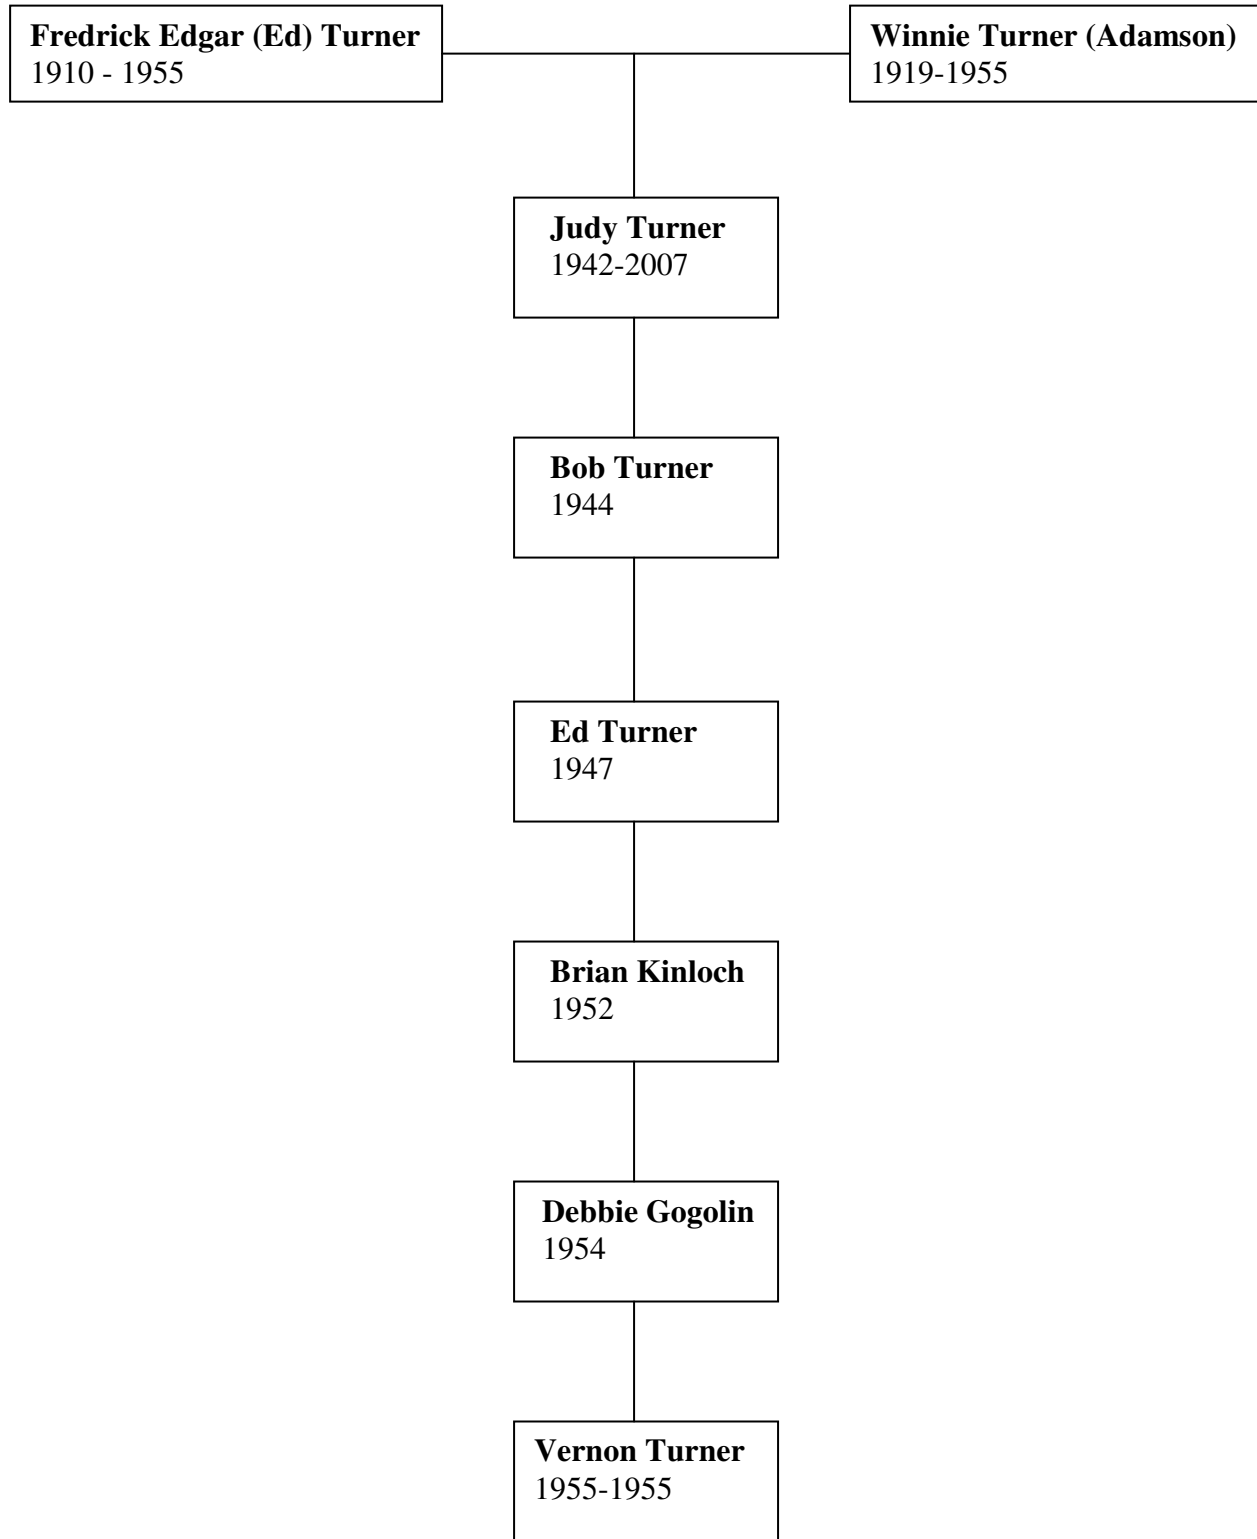 Fredrick Edgar (Ed) Turner
1910 - 1955
Winnie Turner (Adamson)
1919-1955
Judy Turner
1942-2007
Bob Turner
1944
Ed Turner
1947
Brian Kinloch
1952
Debbie Gogolin
1954
Vernon Turner
1955-1955